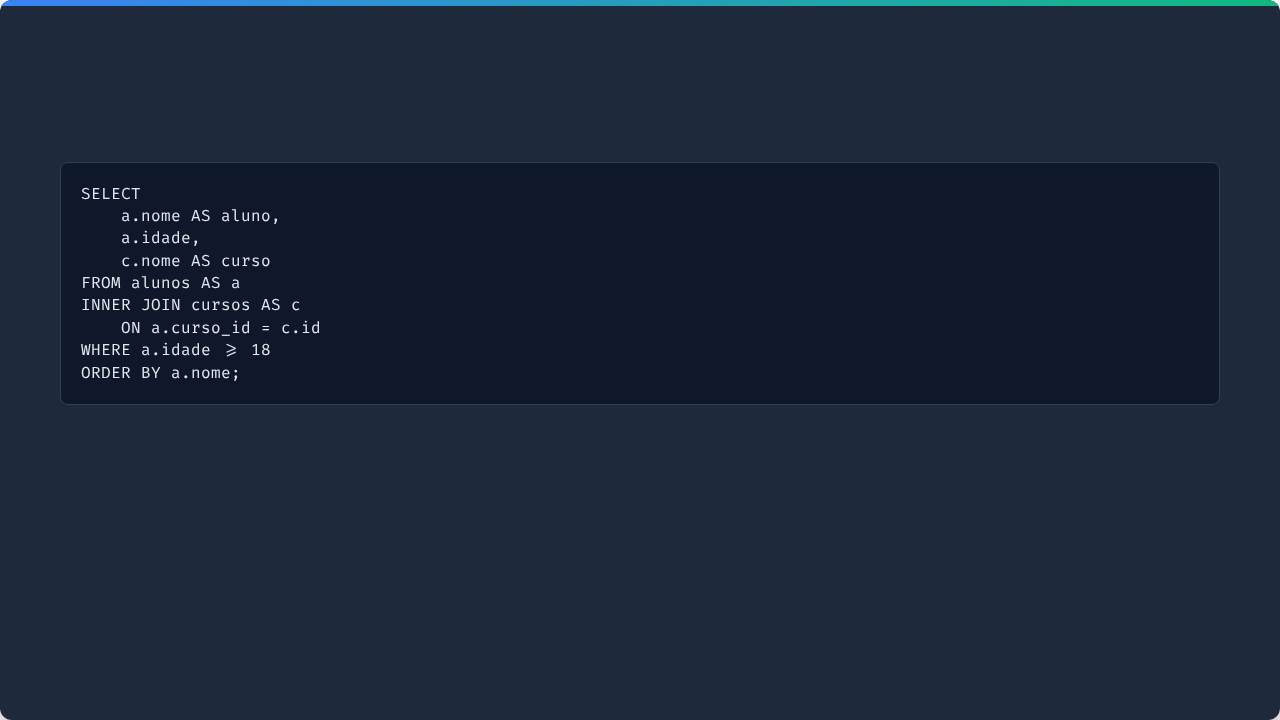 SELECT
    a.nome AS aluno,
    a.idade,
    c.nome AS curso
FROM alunos AS a
INNER JOIN cursos AS c
    ON a.curso_id = c.id
WHERE a.idade >= 18
ORDER BY a.nome;